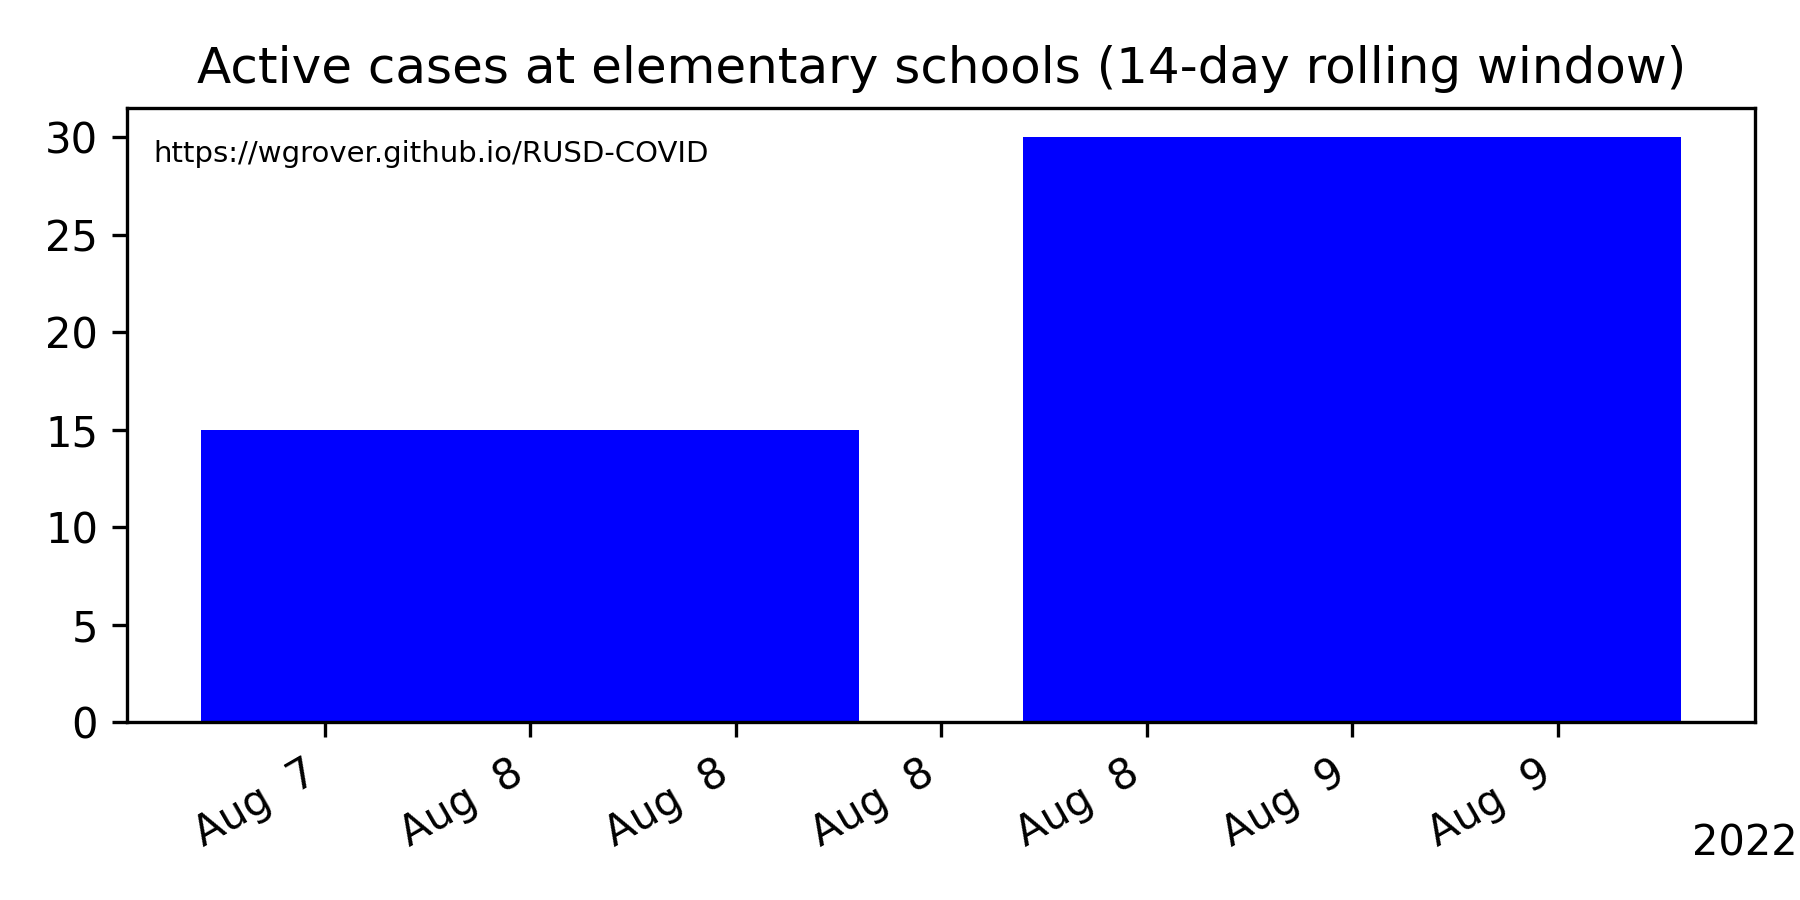 Active cases at elementary schools (14-day rolling window)
https://wgrover.github.io/RUSD-COVID
30
25
20
15
10
5
0
Aug 7
Aug 8
Aug 8
Aug 8
Aug 8
Aug 9
Aug 9
2022